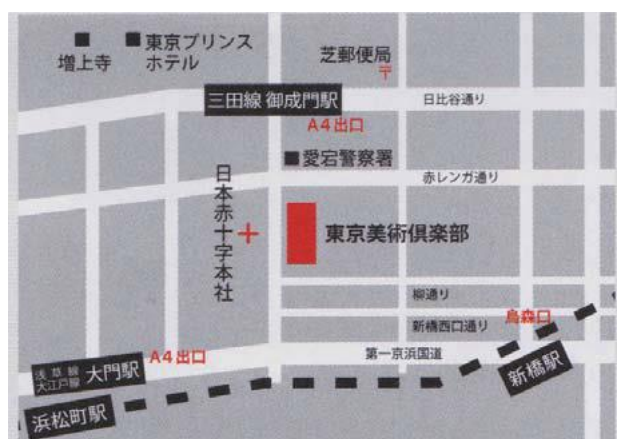 増上寺
東京プリンス
ホテル
芝郵便局
〒
三田線 御成門駅
日比谷通り
A4出口
愛宕警察署
赤レンガ通り
日本赤十字本社
東京美術倶楽部
柳通り
新橋西口通り
烏森口
A4出口
第一京浜国道
浅草線
大江戸線
大門駅
新橋駅
浜松町駅